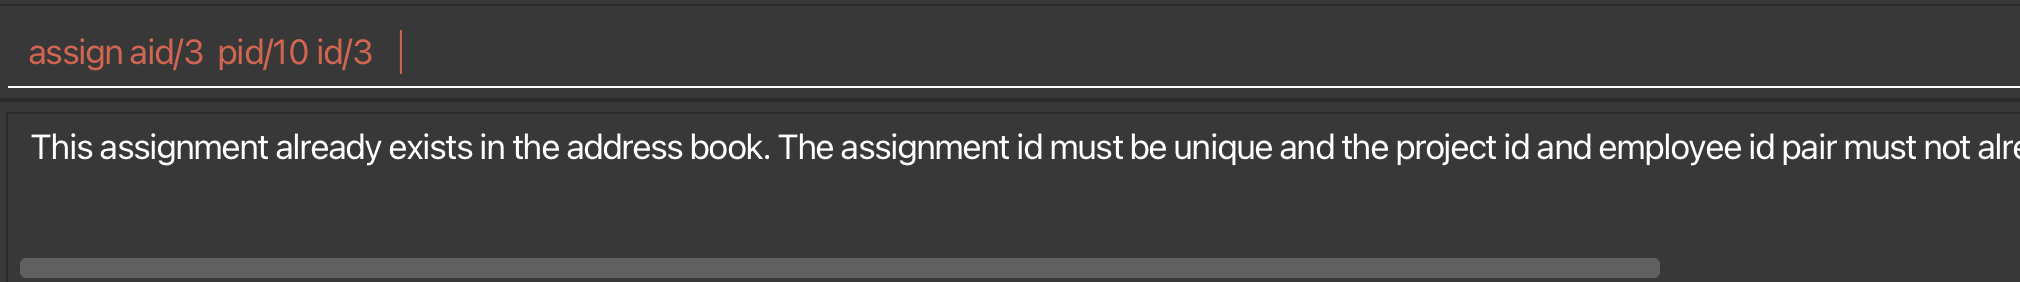 assign aid/3  pid/10 id/3
This assignment already exists in the address book. The assignment id must be unique and the project id and employee id pair must not